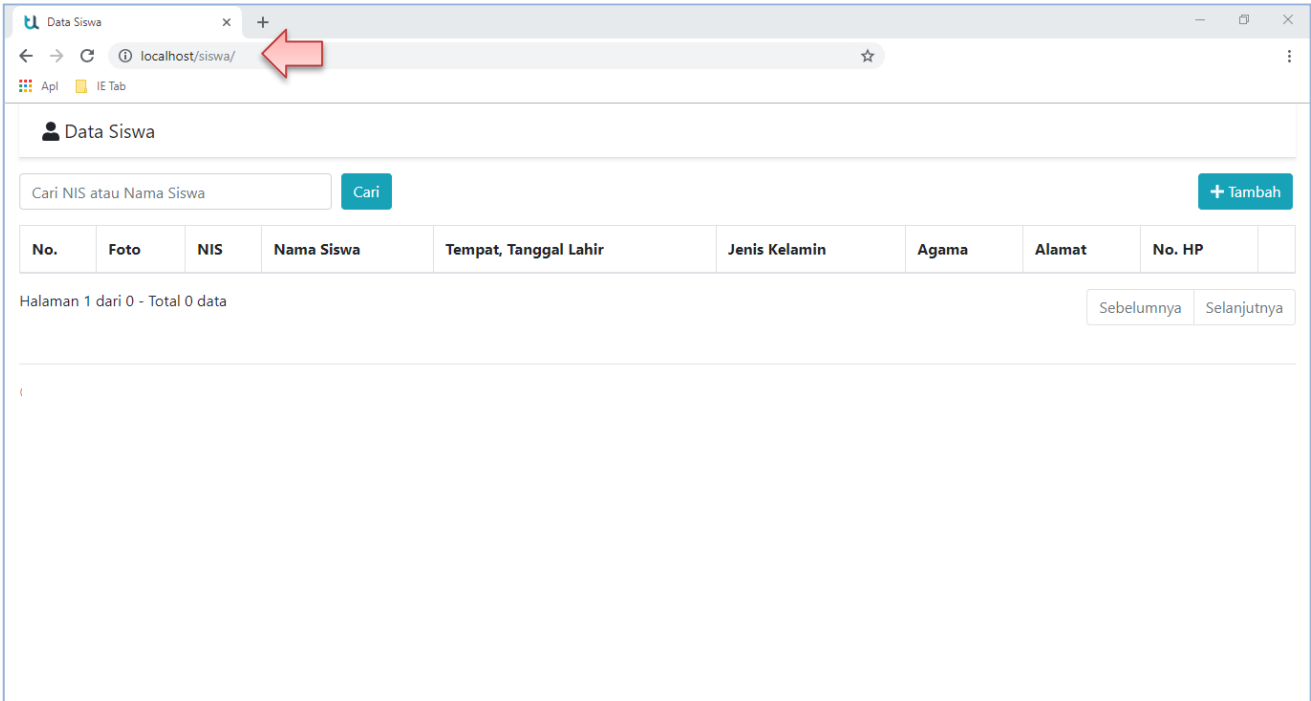 Data Siswa
localhost/siswa/
Apl IE Tab
Data Siswa
Cari NIS atau Nama Siswa Cari Tambah
No. Foto NIS Nama Siswa Tempat, Tanggal Lahir Jenis Kelamin Agama Alamat No. HP
Halaman 1 dari 0 - Total 0 data Sebelumnya Selanjutnya